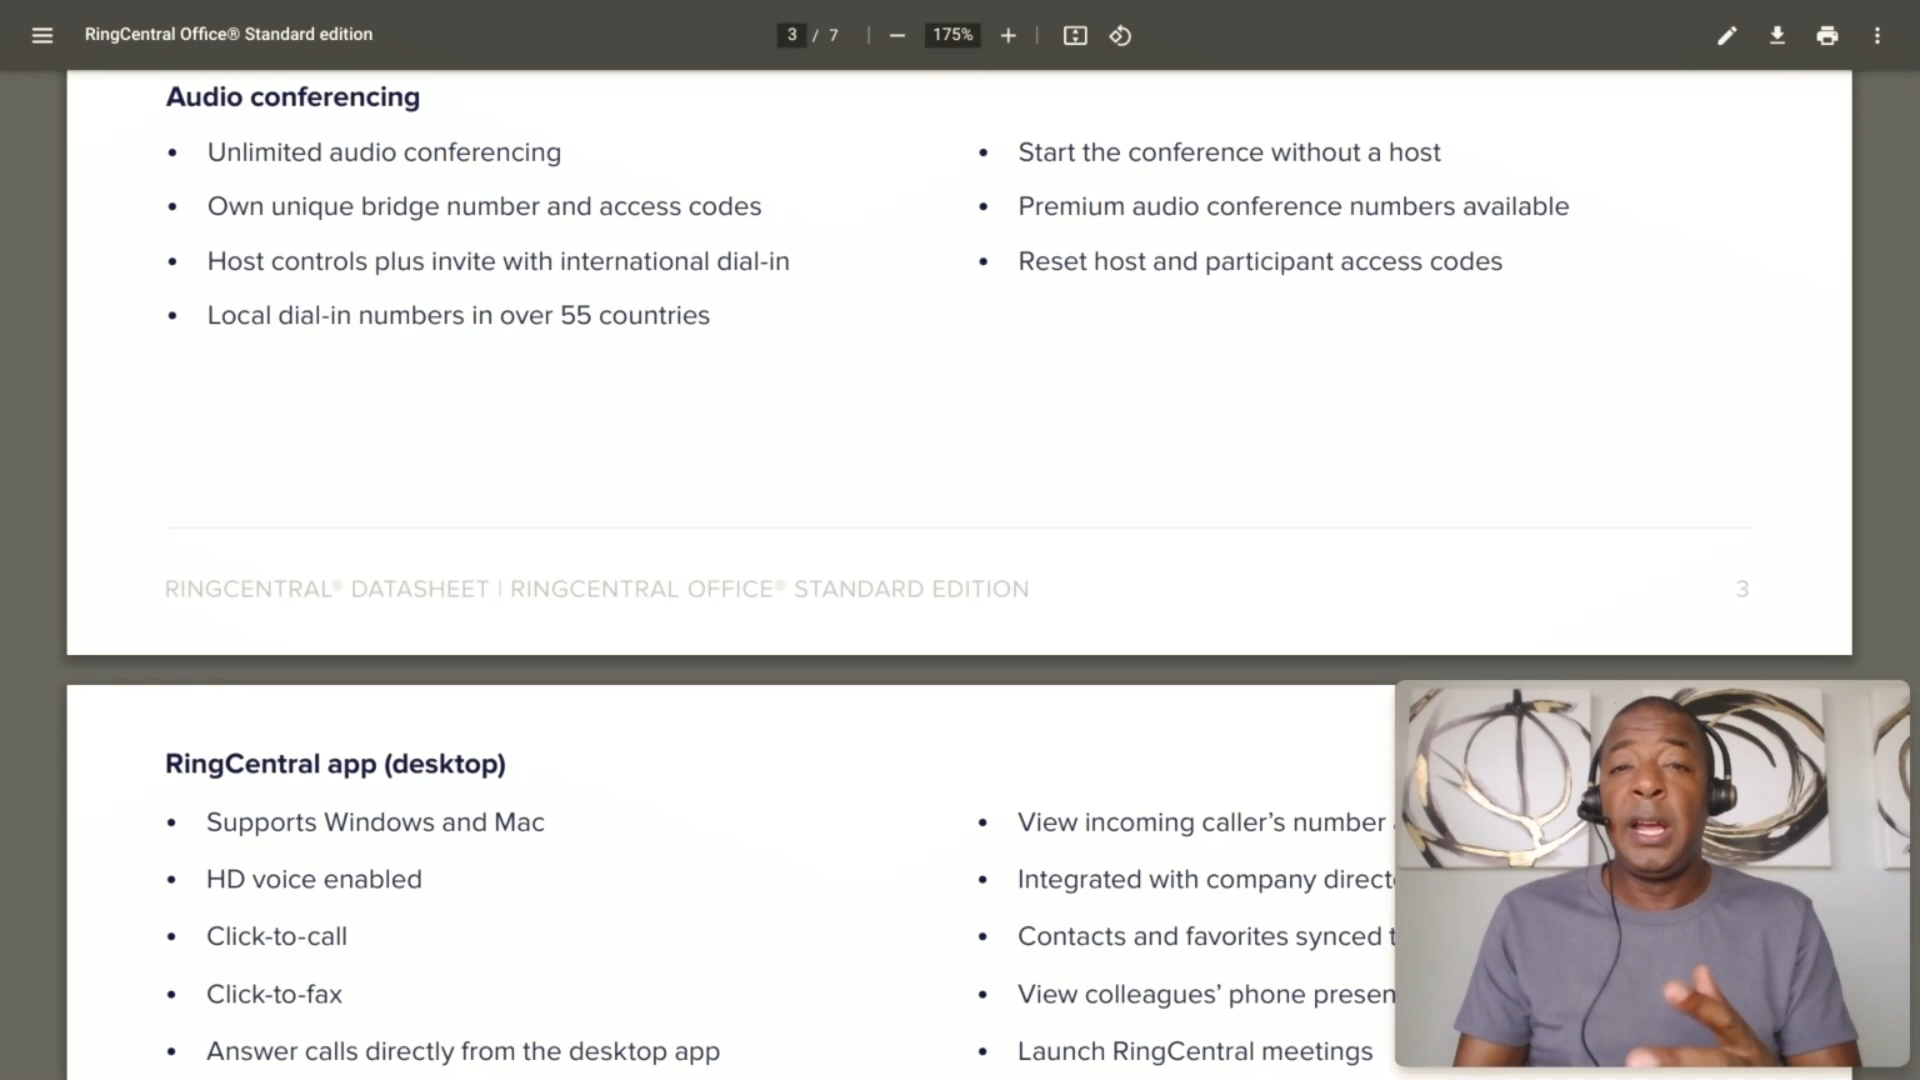 RingCentral Office® Standard edition
3 / 7
175%
Audio conferencing
• Unlimited audio conferencing
• Own unique bridge number and access codes
• Host controls plus invite with international dial-in
• Local dial-in numbers in over 55 countries
• Start the conference without a host
• Premium audio conference numbers available
• Reset host and participant access codes
RINGCENTRAL® DATASHEET | RINGCENTRAL OFFICE® STANDARD EDITION
3
RingCentral app (desktop)
• Supports Windows and Mac
• HD voice enabled
• Click-to-call
• Click-to-fax
• Answer calls directly from the desktop app
• View incoming caller’s number
• Integrated with company
• Contacts and favorites synced
• View colleagues’ phone
• Launch RingCentral meetings